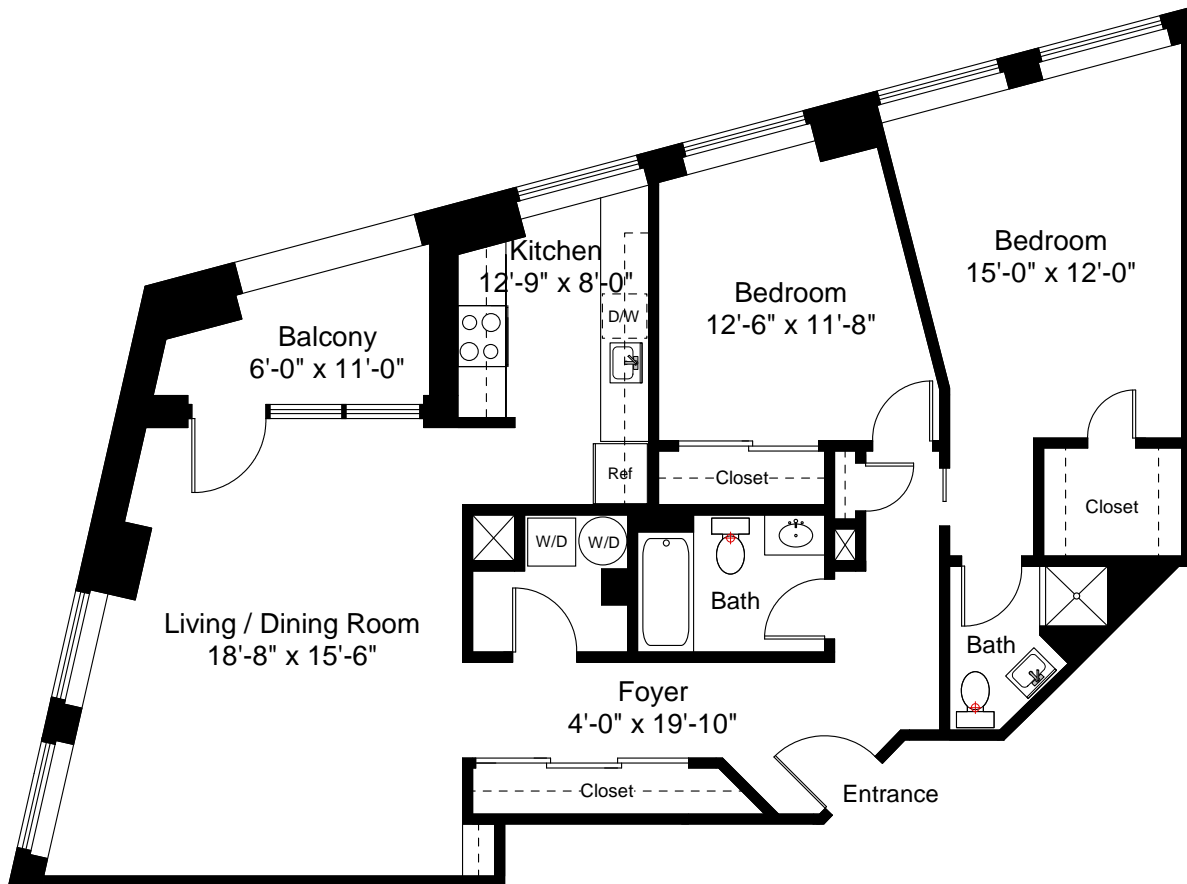 Kitchen
12'-9" x 8'-0"
Bedroom
15'-0" x 12'-0"
Bedroom
12'-6" x 11'-8"
D/W
Balcony
6'-0" x 11'-0"
Ref
Closet
Closet
W/D
W/D
Bath
Living / Dining Room
18'-8" x 15'-6"
Bath
Foyer
4'-0" x 19'-10"
Closet
Entrance